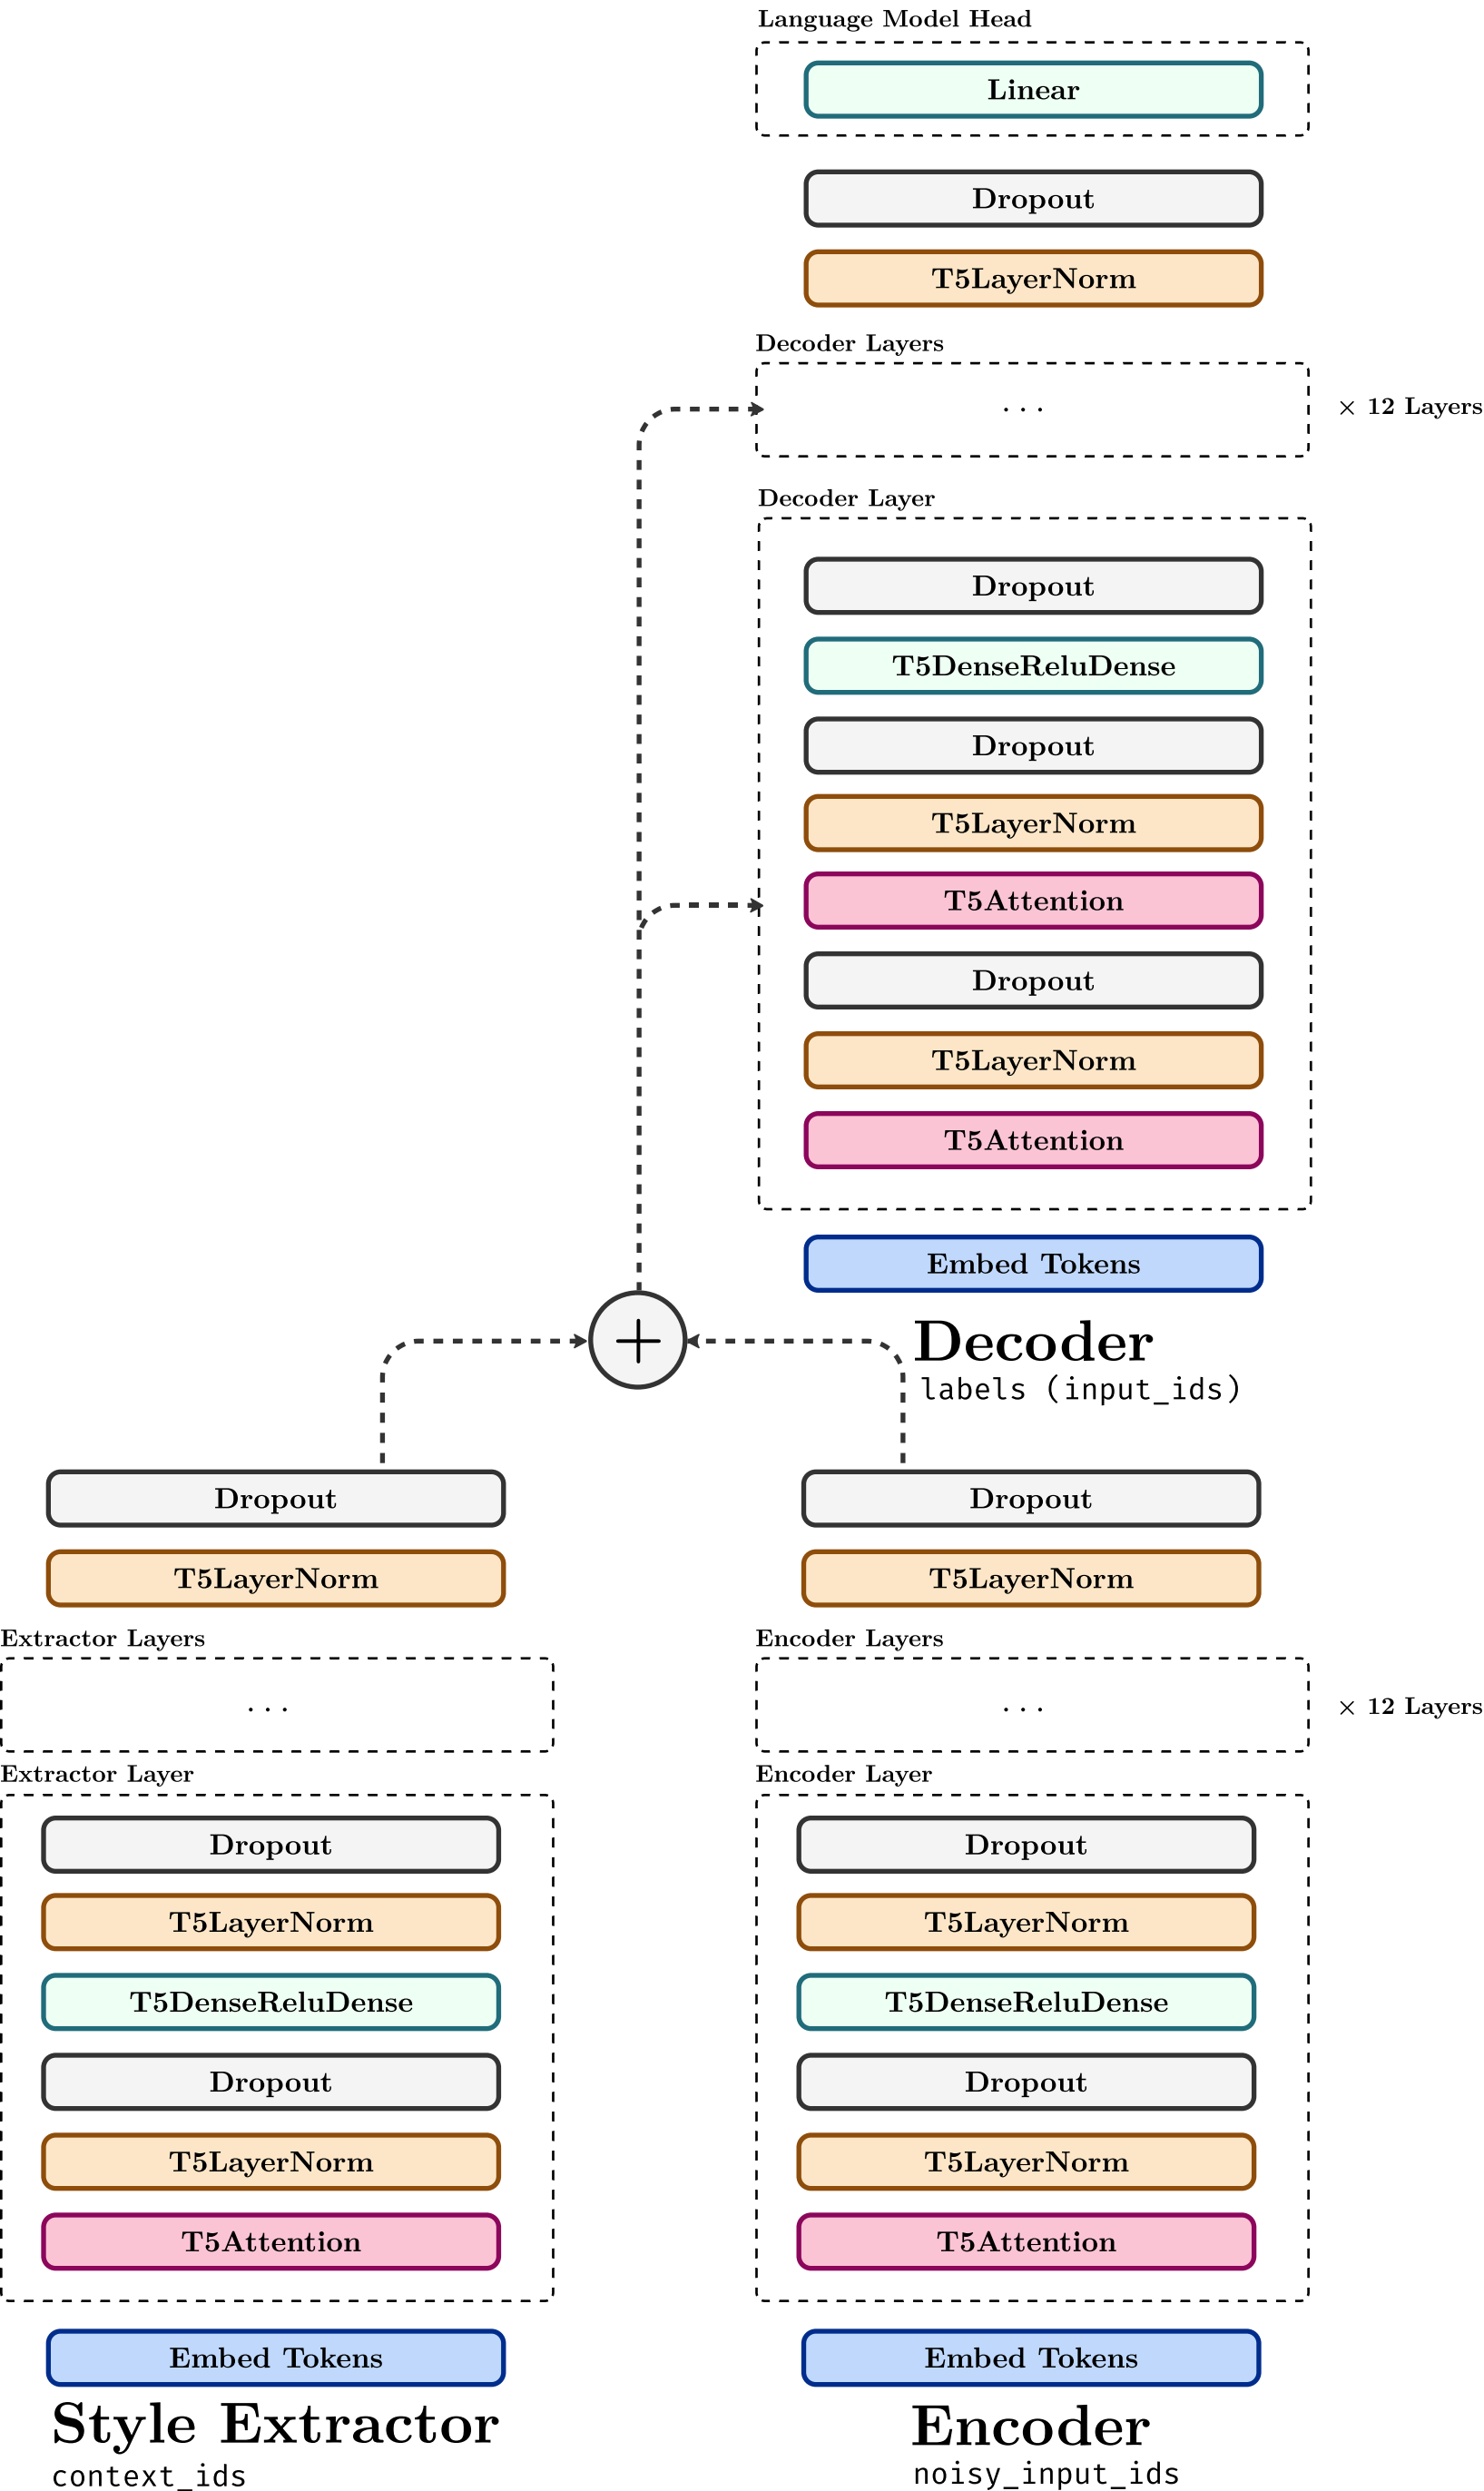 Language Model Head
Linear
Dropout
T5LayerNorm
Decoder Layers
. . .
× 12 Layers
Decoder Layer
Dropout
T5DenseReluDense
Dropout
T5LayerNorm
T5Attention
Dropout
T5LayerNorm
T5Attention
Embed Tokens
+
Decoder
labels (input_ids)
Dropout
T5LayerNorm
Extractor Layers
. . .
Extractor Layer
Dropout
T5LayerNorm
T5DenseReluDense
Dropout
T5LayerNorm
T5Attention
Embed Tokens
Style Extractor
context_ids
Dropout
T5LayerNorm
Encoder Layers
. . .
× 12 Layers
Encoder Layer
Dropout
T5LayerNorm
T5DenseReluDense
Dropout
T5LayerNorm
T5Attention
Embed Tokens
Encoder
noisy_input_ids